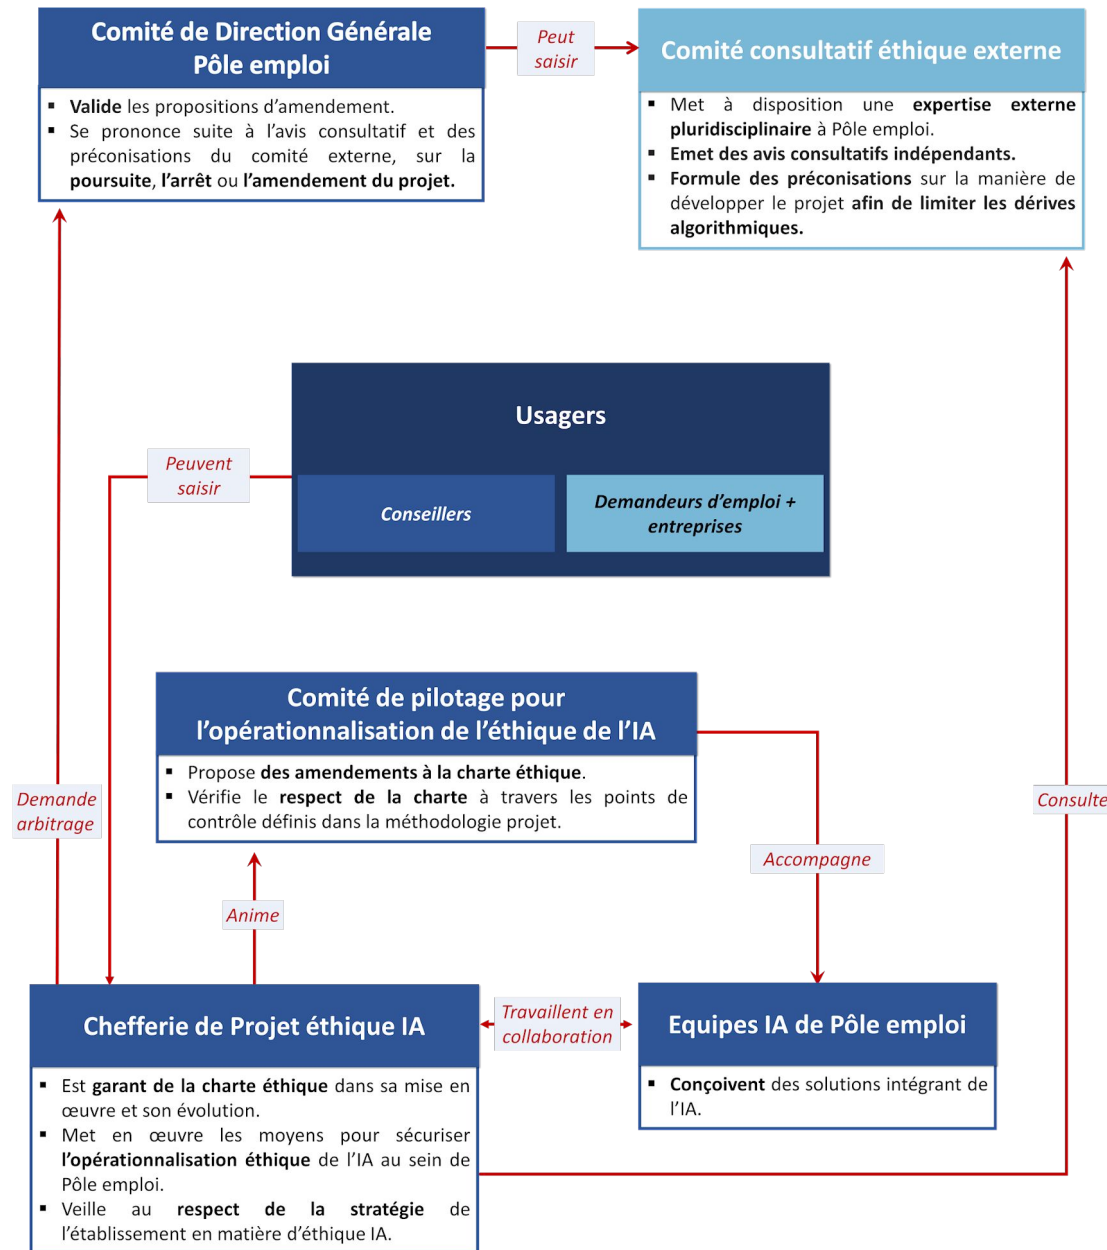 Comité de Direction Générale
Pôle emploi
▪ Valide les propositions d’amendement.
▪ Se prononce suite à l’avis consultatif et des
préconisations du comité externe, sur la
poursuite, l’arrêt ou l’amendement du projet.
Peut
saisir
Comité consultatif éthique externe
▪ Met à disposition une expertise externe
pluridisciplinaire à Pôle emploi.
▪ Emet des avis consultatifs indépendants.
▪ Formule des préconisations sur la manière de
développer le projet afin de limiter les dérives
algorithmiques.
Usagers
Conseillers
Demandeurs d’emploi +
entreprises
Peuvent
saisir
Comité de pilotage pour
l’opérationnalisation de l’éthique de l’IA
▪ Propose des amendements à la charte éthique.
▪ Vérifie le respect de la charte à travers les points de
contrôle définis dans la méthodologie projet.
Demande
arbitrage
Consulte
Accompagne
Anime
Chefferie de Projet éthique IA
▪ Est garant de la charte éthique dans sa mise en
œuvre et son évolution.
▪ Met en œuvre les moyens pour sécuriser
l’opérationnalisation éthique de l’IA au sein de
Pôle emploi.
▪ Veille au respect de la stratégie de
l’établissement en matière d’éthique IA.
Travaillent en
collaboration
Equipes IA de Pôle emploi
▪ Conçoivent des solutions intégrant de
l’IA.